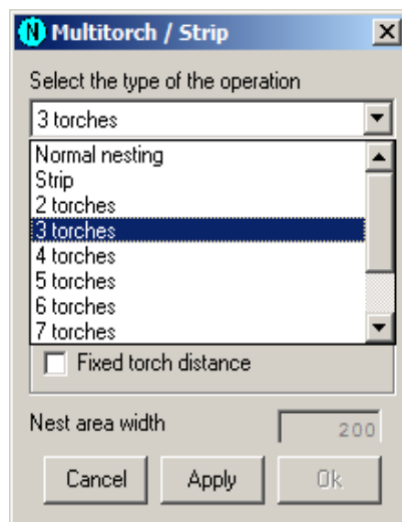 N Multitorch / Strip
Select the type of the operation
3 torches
Normal nesting
Strip
2 torches
3 torches
4 torches
5 torches
6 torches
7 torches
Fixed torch distance
Nest area width 200
Cancel Apply Ok